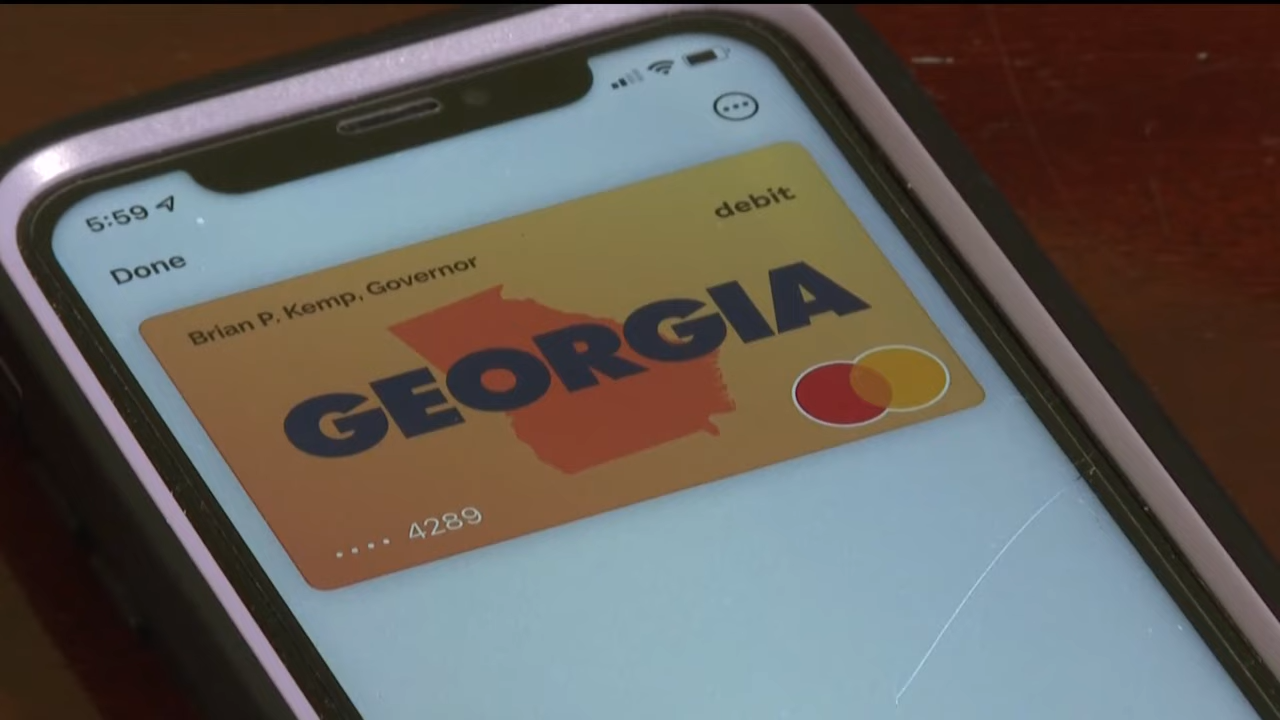 5:59
Done
debit
Brian P. Kemp, Governor
GEORGIA
•••• 4289